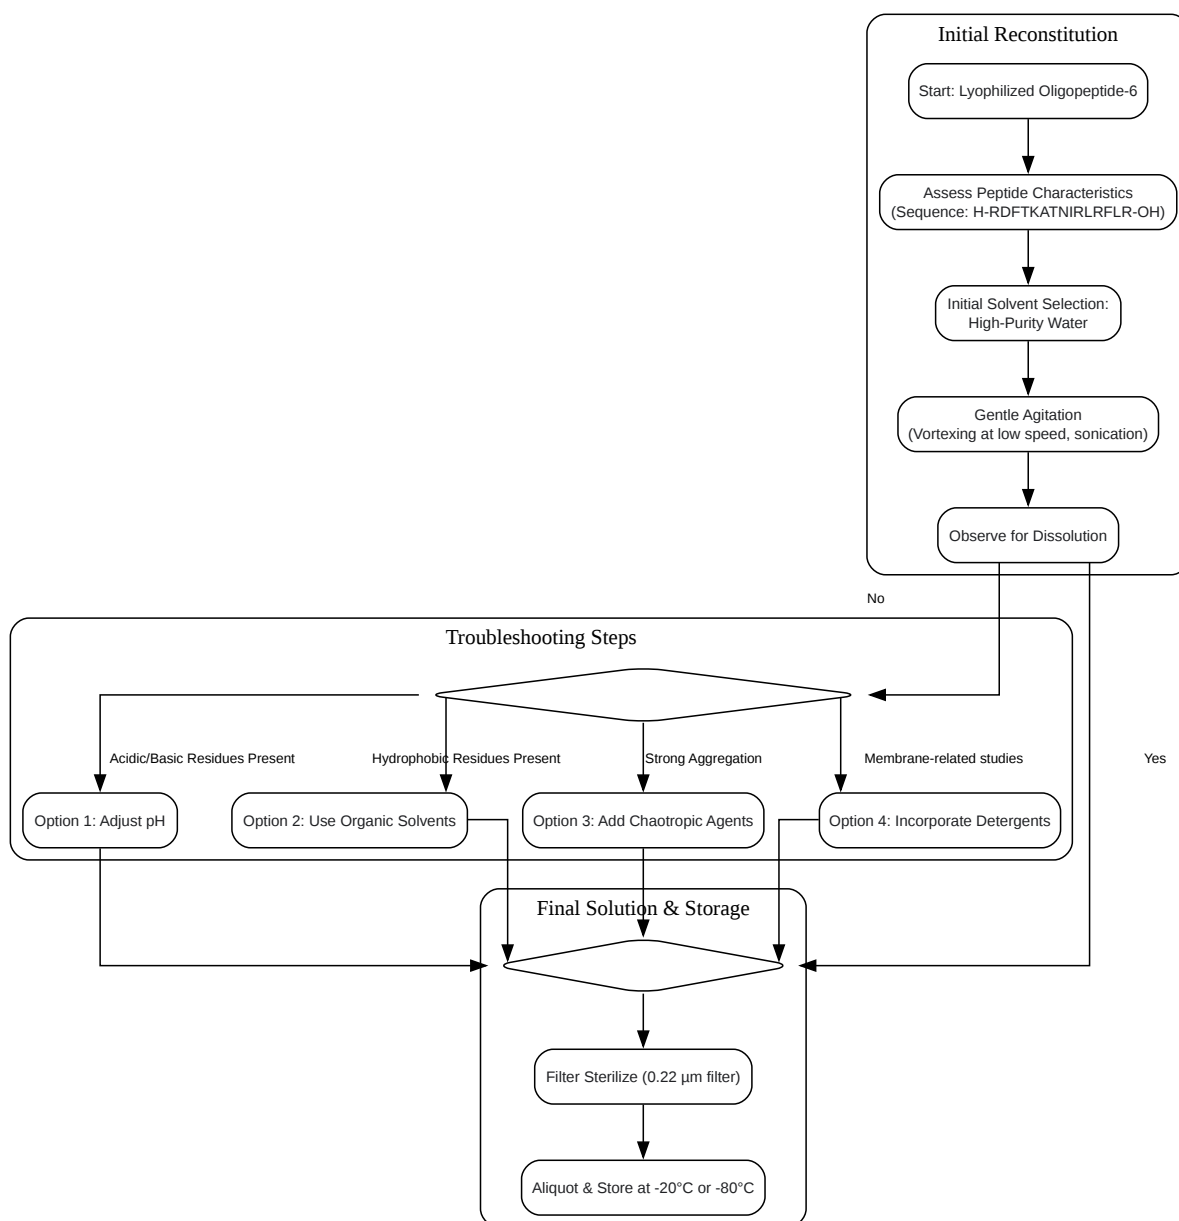 Initial Reconstitution
Start: Lyophilized Oligopeptide-6
Assess Peptide Characteristics
(Sequence: H-RDFTKATNIRLRFLR-OH)
Initial Solvent Selection:
High-Purity Water
Gentle Agitation
(Vortexing at low speed, sonication)
Observe for Dissolution
No
Yes
Troubleshooting Steps
Acidic/Basic Residues Present
Hydrophobic Residues Present
Strong Aggregation
Membrane-related studies
Option 1: Adjust pH
Option 2: Use Organic Solvents
Option 3: Add Chaotropic Agents
Option 4: Incorporate Detergents
Final Solution & Storage
Filter Sterilize (0.22 µm filter)
Aliquot & Store at -20°C or -80°C